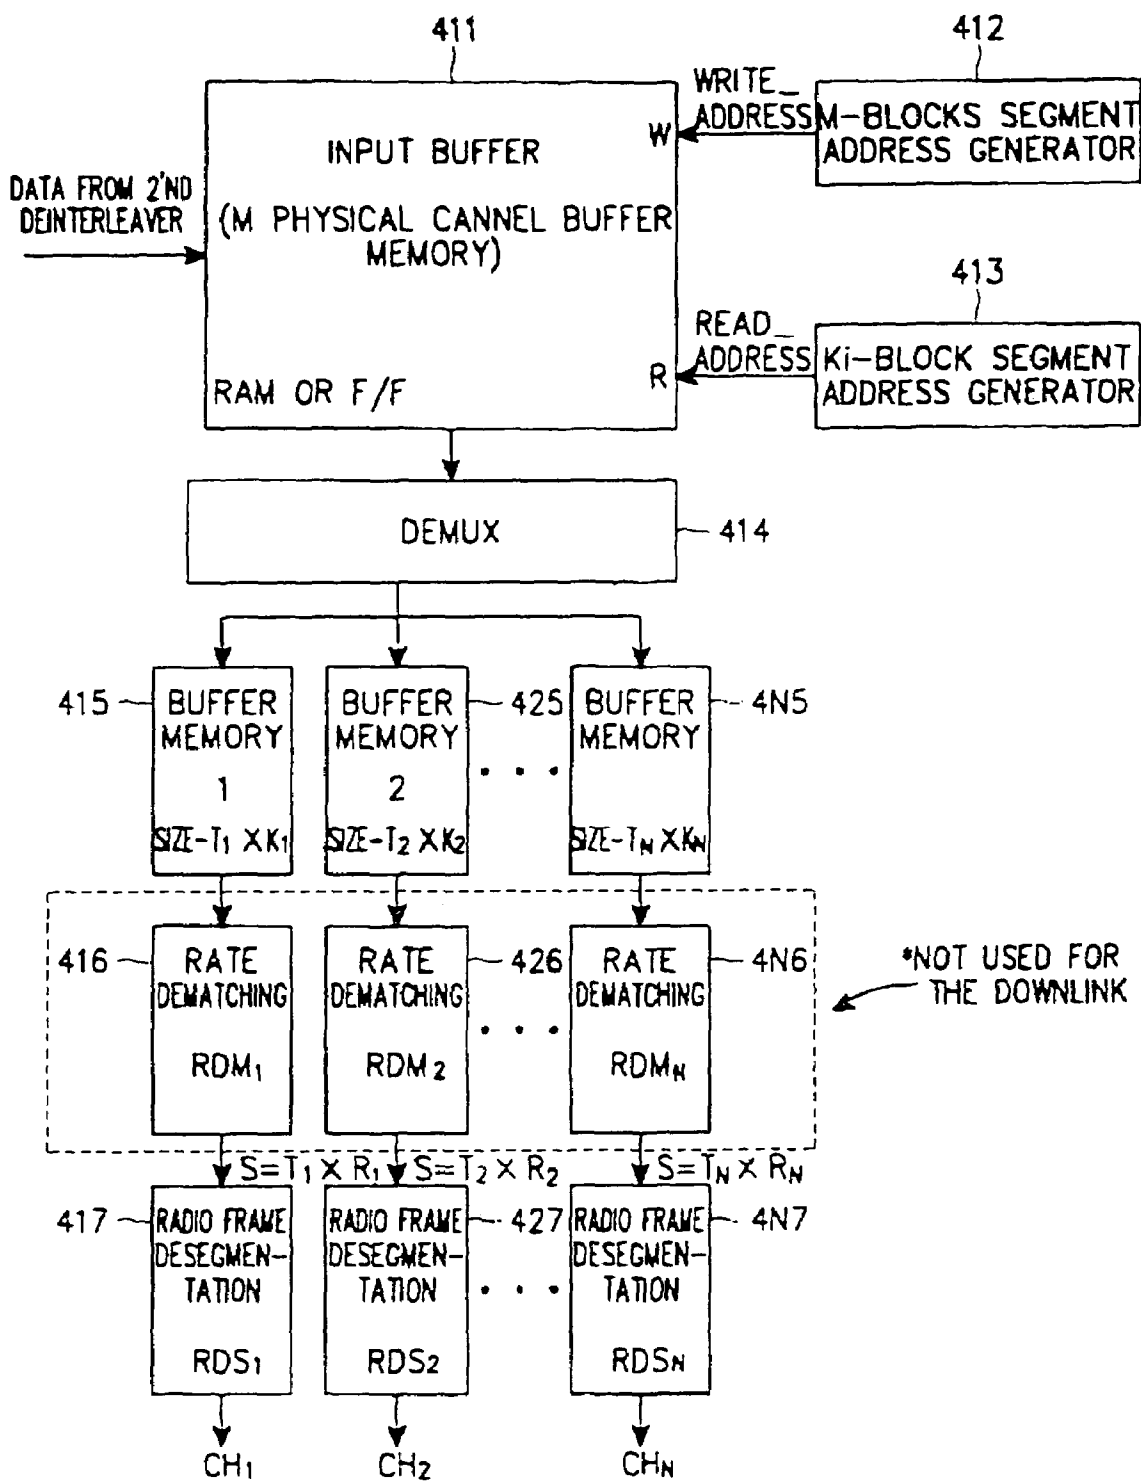 411
412
413
WRITE_
ADDRESS
M-BLOCKS SEGMENT
ADDRESS GENERATOR
W
INPUT BUFFER
(M PHYSICAL CANNEL BUFFER
MEMORY)
DATA FROM 2'ND
DEINTERLEAVER
READ_
ADDRESS
Ki-BLOCK SEGMENT
ADDRESS GENERATOR
R
RAM OR F/F
DEMUX
414
415
BUFFER
MEMORY
1
SIZE-T₁ XK₁
BUFFER
MEMORY
2
SIZE-T₂ XK₂
425
. . .
BUFFER
MEMORY
SIZE-TN XKN
4N5
416
RATE
DEMATCHING
RDM₁
RATE
DEMATCHING
RDM₂
426
. . .
RATE
DEMATCHING
RDMN
4N6
*NOT USED FOR
THE DOWNLINK
S=T₁ X R₁
S=T₂ X R₂
S=TN X RN
417
RADIO FRAME
DESEGMEN-
TATION
RDS₁
RADIO FRAME
DESEGMEN-
TATION
RDS₂
427
. . .
RADIO FRAME
DESEGMEN-
TATION
RDSN
4N7
CH₁
CH₂
CHN